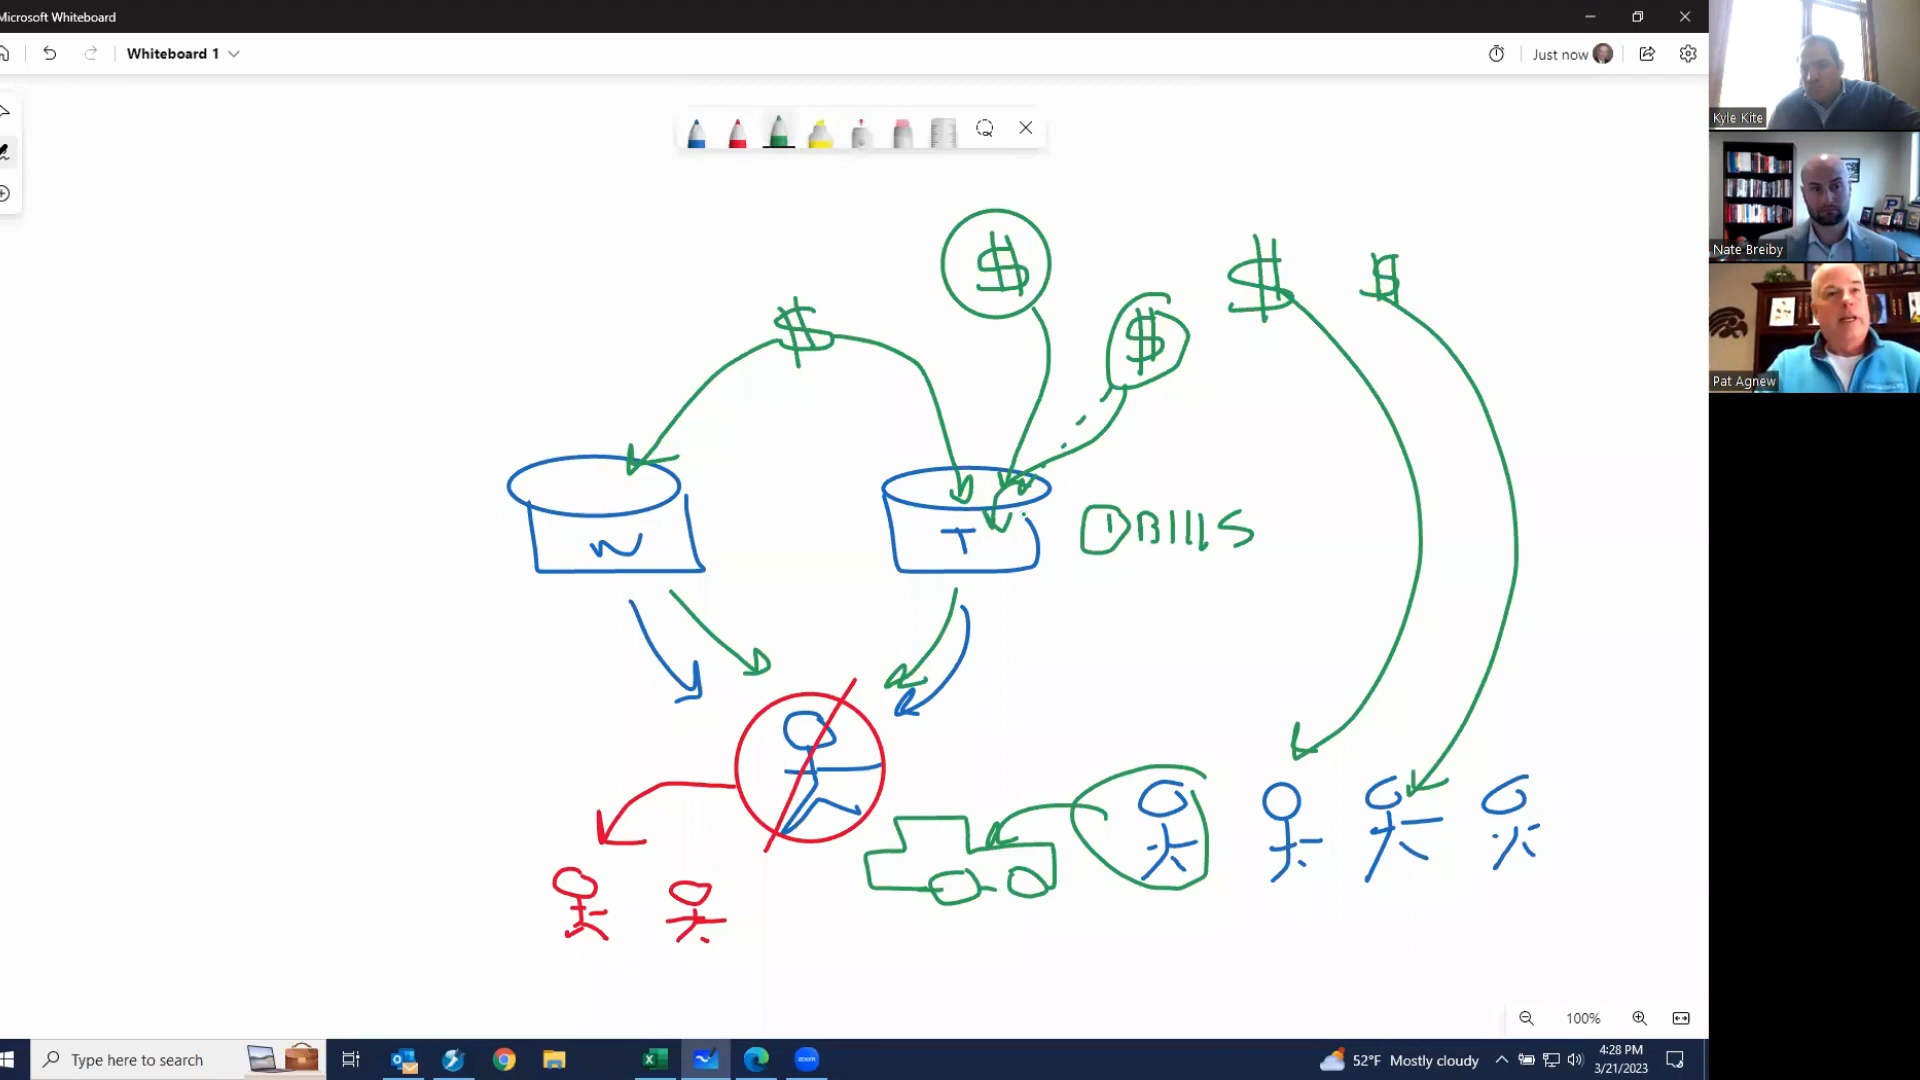 Microsoft Whiteboard
Whiteboard 1
Just now
Kyle Kite
Nate Breiby
Pat Agnew
$
$
$
$
$
W
T
① BILLS
100%
Type here to search
zoom
52°F Mostly cloudy
4:28 PM
3/21/2023